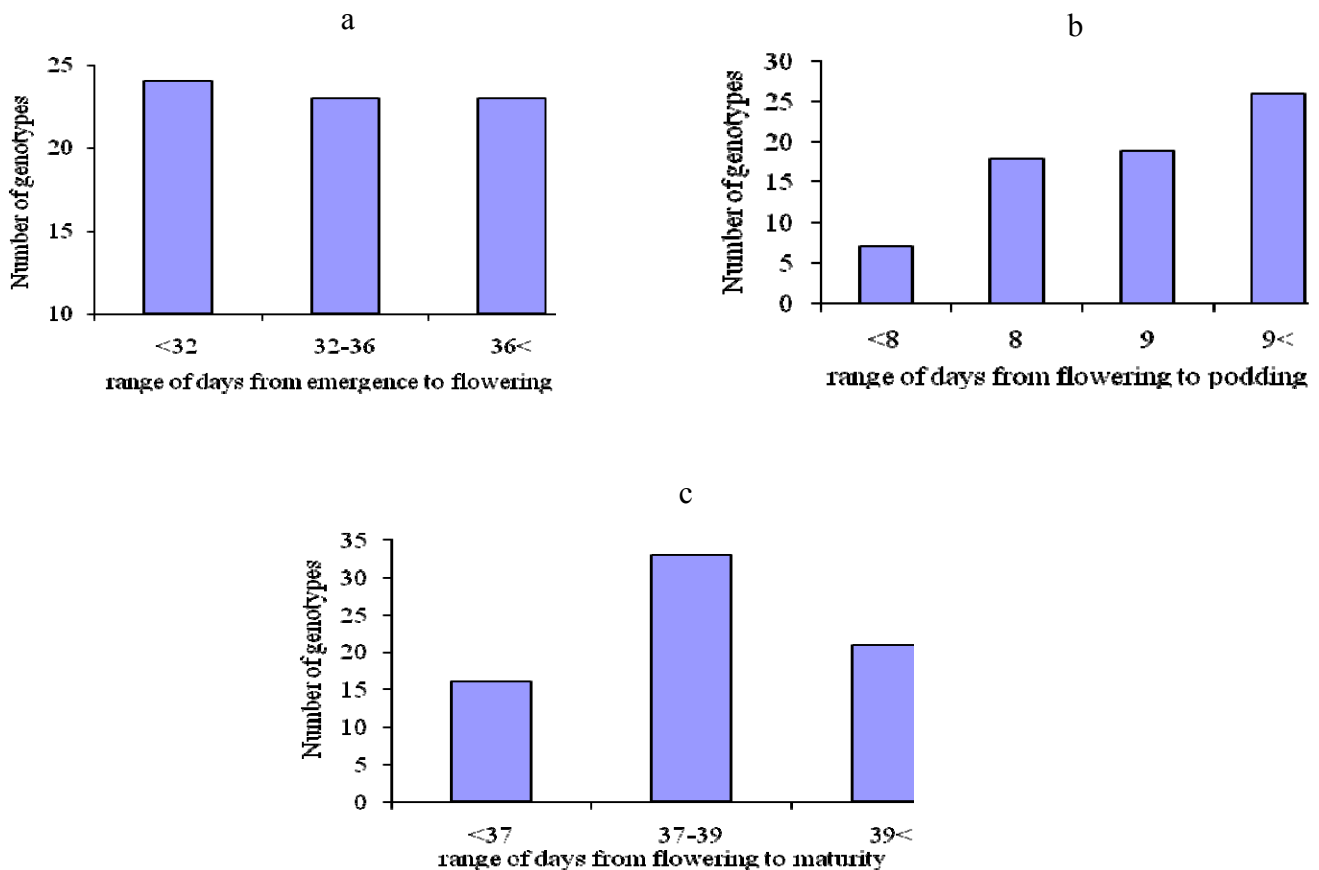 a
Number of genotypes
25
20
15
10
<32 32-36 36<
range of days from emergence to flowering
b
Number of genotypes
30
25
20
15
10
5
0
<8 8 9 9<
range of days from flowering to podding
c
Number of genotypes
35
30
25
20
15
10
5
0
<37 37-39 39<
range of days from flowering to maturity